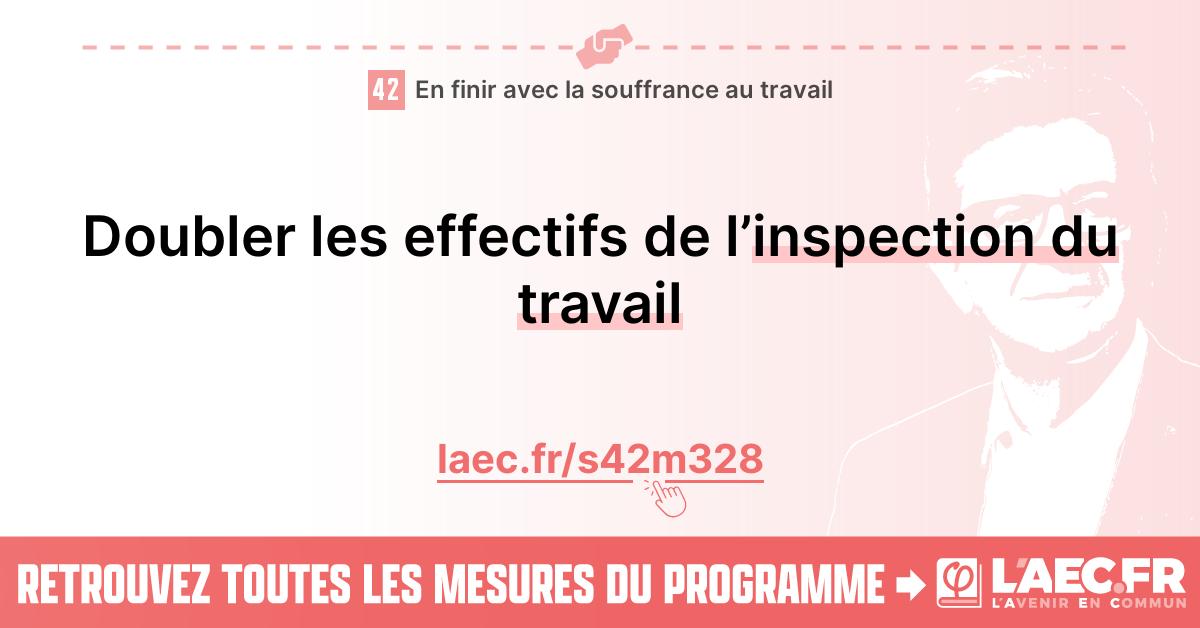 42 En finir avec la souffrance au travail
Doubler les effectifs de l’inspection du
travail
laec.fr/s42m328
RETROUVEZ TOUTES LES MESURES DU PROGRAMME
L'AEC.FR
L'AVENIR EN COMMUN